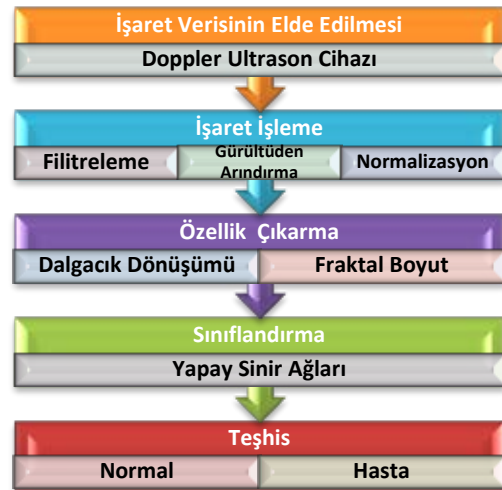 İşaret Verisinin Elde Edilmesi
Doppler Ultrason Cihazı
İşaret İşleme
Filitreleme
Gürültüden
Arındırma
Normalizasyon
Özellik Çıkarma
Dalgacık Dönüşümü
Fraktal Boyut
Sınıflandırma
Yapay Sinir Ağları
Teşhis
Normal
Hasta